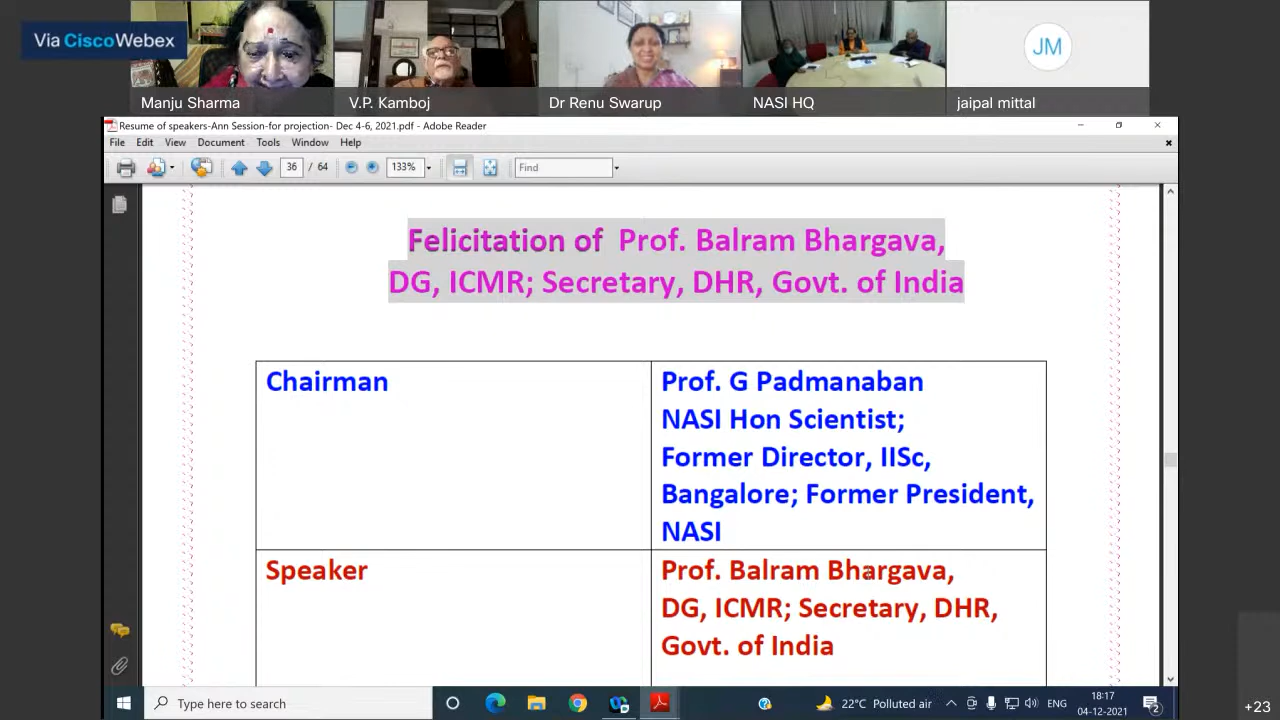 Via Cisco Webex
Manju Sharma
V.P. Kamboj
Dr Renu Swarup
NASI HQ
JM
jaipal mittal
Resume of speakers-Ann Session-for projection- Dec 4-6, 2021.pdf - Adobe Reader
File Edit View Document Tools Window Help
36 / 64 133% Find
Felicitation of Prof. Balram Bhargava,
DG, ICMR; Secretary, DHR, Govt. of India
Chairman
Prof. G Padmanaban
NASI Hon Scientist;
Former Director, IISc,
Bangalore; Former President,
NASI
Speaker
Prof. Balram Bhargava,
DG, ICMR; Secretary, DHR,
Govt. of India
Type here to search
22°C Polluted air
ENG
18:17
04-12-2021
2
+23